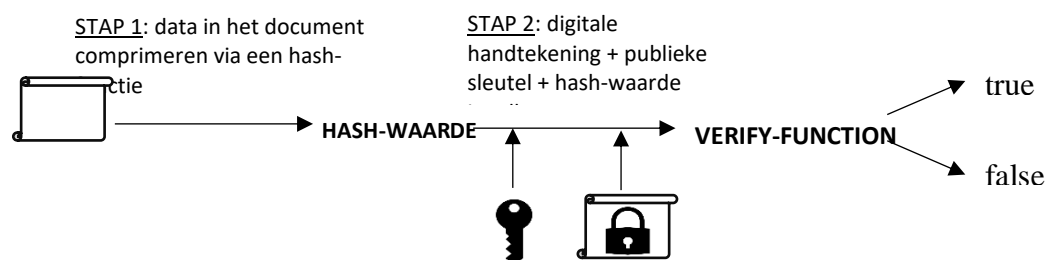 STAP 1: data in het document
comprimeren via een hash-
STAP 2: digitale
handtekening + publieke
sleutel + hash-waarde
HASH-WAARDE
VERIFY-FUNCTION
true
false